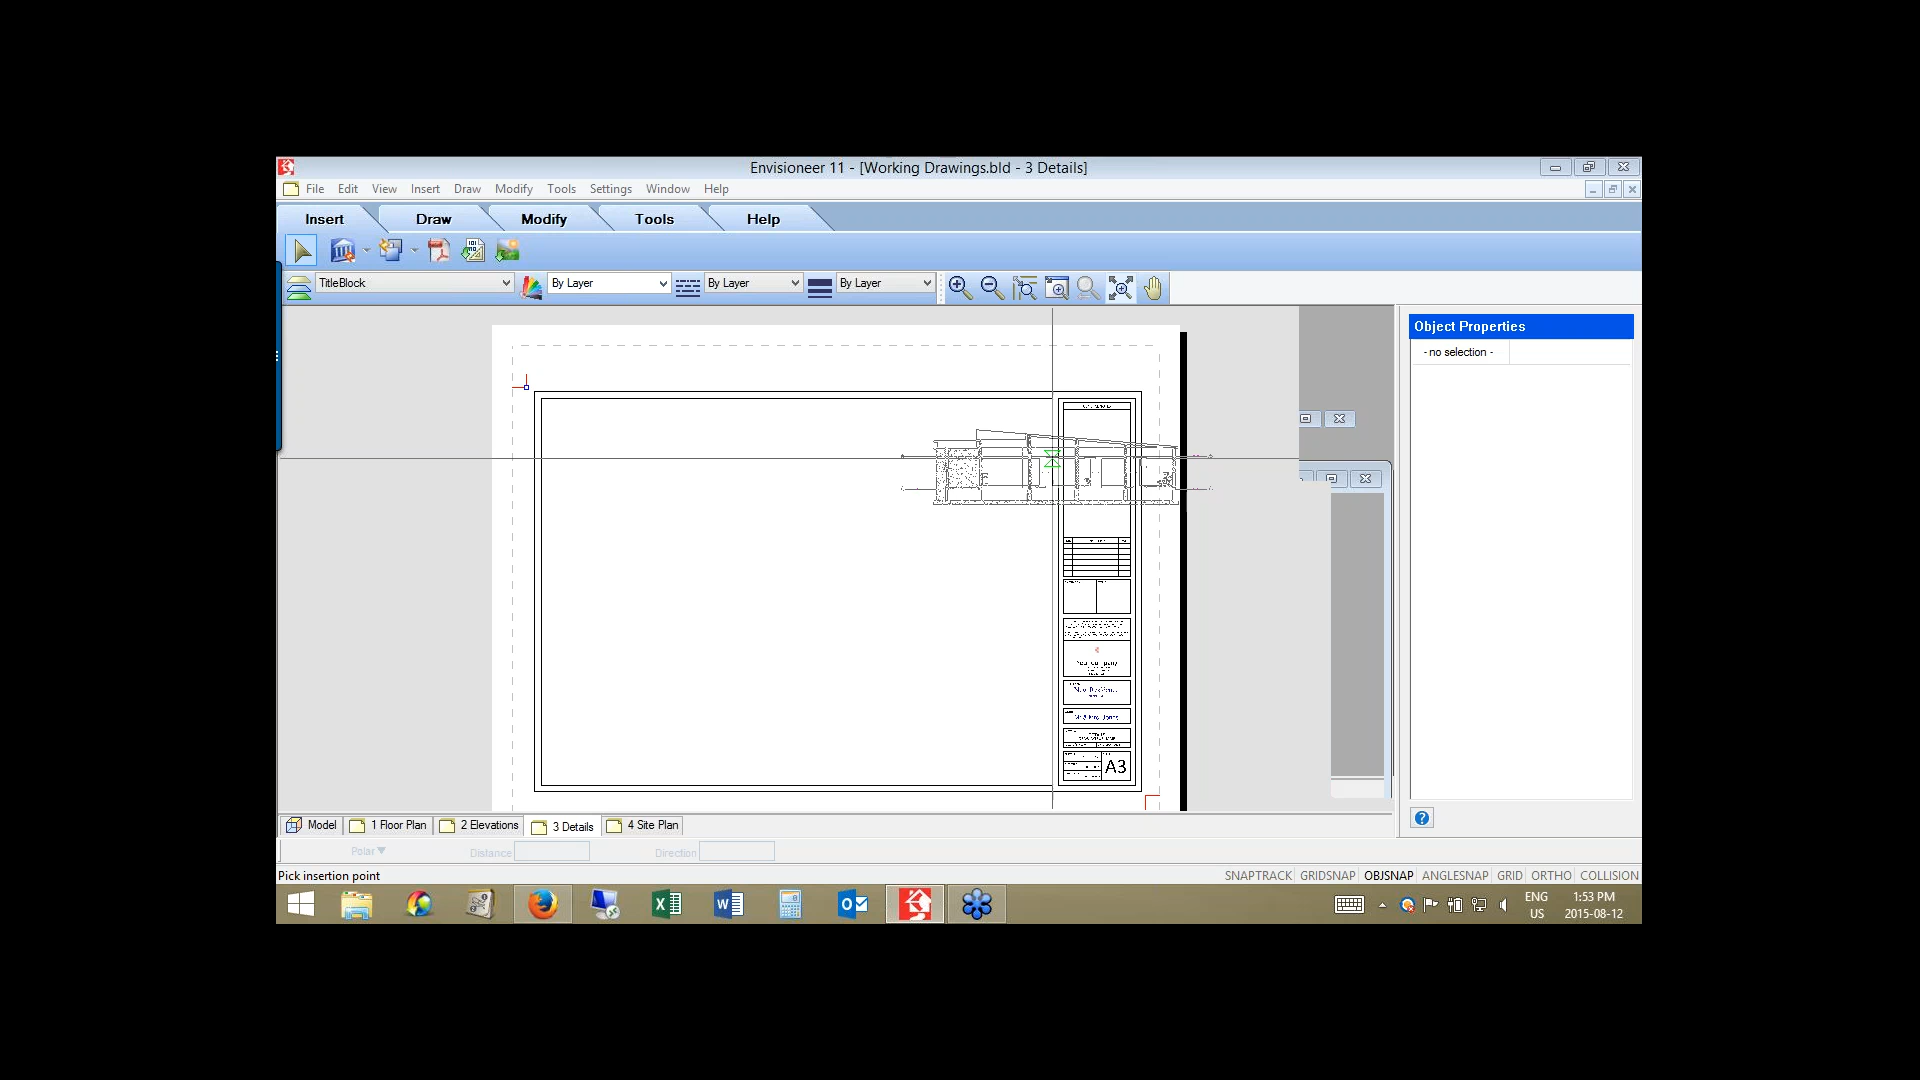 Envisioneer 11 - [Working Drawings.bld - 3 Details]
File Edit View Insert Draw Modify Tools Settings Window Help
Insert Draw Modify Tools Help
TitleBlock By Layer By Layer By Layer
Object Properties
- no selection -
A3
Model 1 Floor Plan 2 Elevations 3 Details 4 Site Plan
Polar Distance Direction
Pick insertion point SNAPTRACK GRIDSNAP OBJSNAP ANGLESNAP GRID ORTHO COLLISION
ENG 1:53 PM
US 2015-08-12